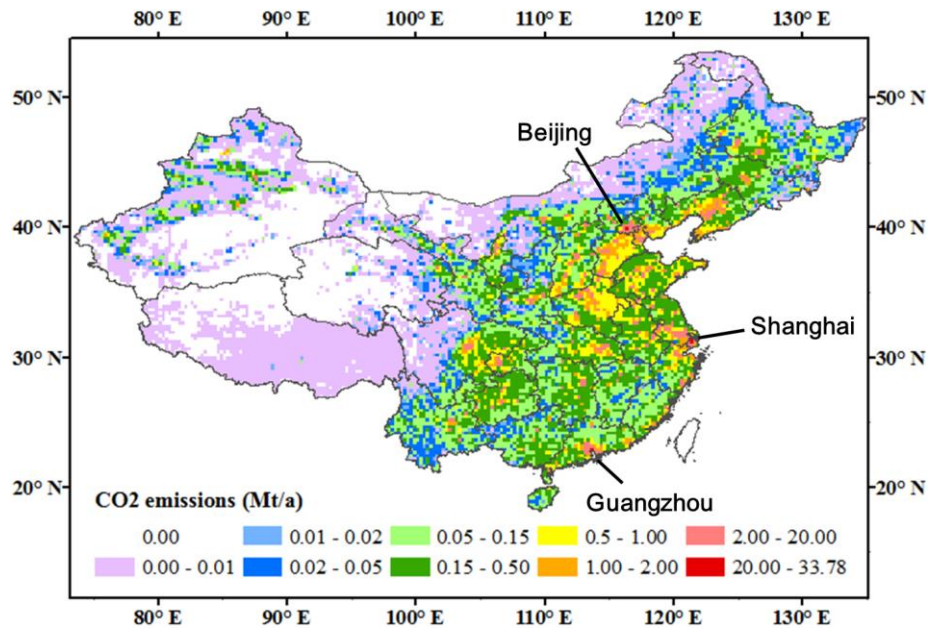 80° E 90° E 100° E 110° E 120° E 130° E
50° N 50° N
Beijing
40° N 40° N
Shanghai
30° N 30° N
20° N 20° N
Guangzhou
CO2 emissions (Mt/a)
0.00 0.01 - 0.02 0.05 - 0.15 0.5 - 1.00 2.00 - 20.00
0.00 - 0.01 0.02 - 0.05 0.15 - 0.50 1.00 - 2.00 20.00 - 33.78
80° E 90° E 100° E 110° E 120° E 130° E